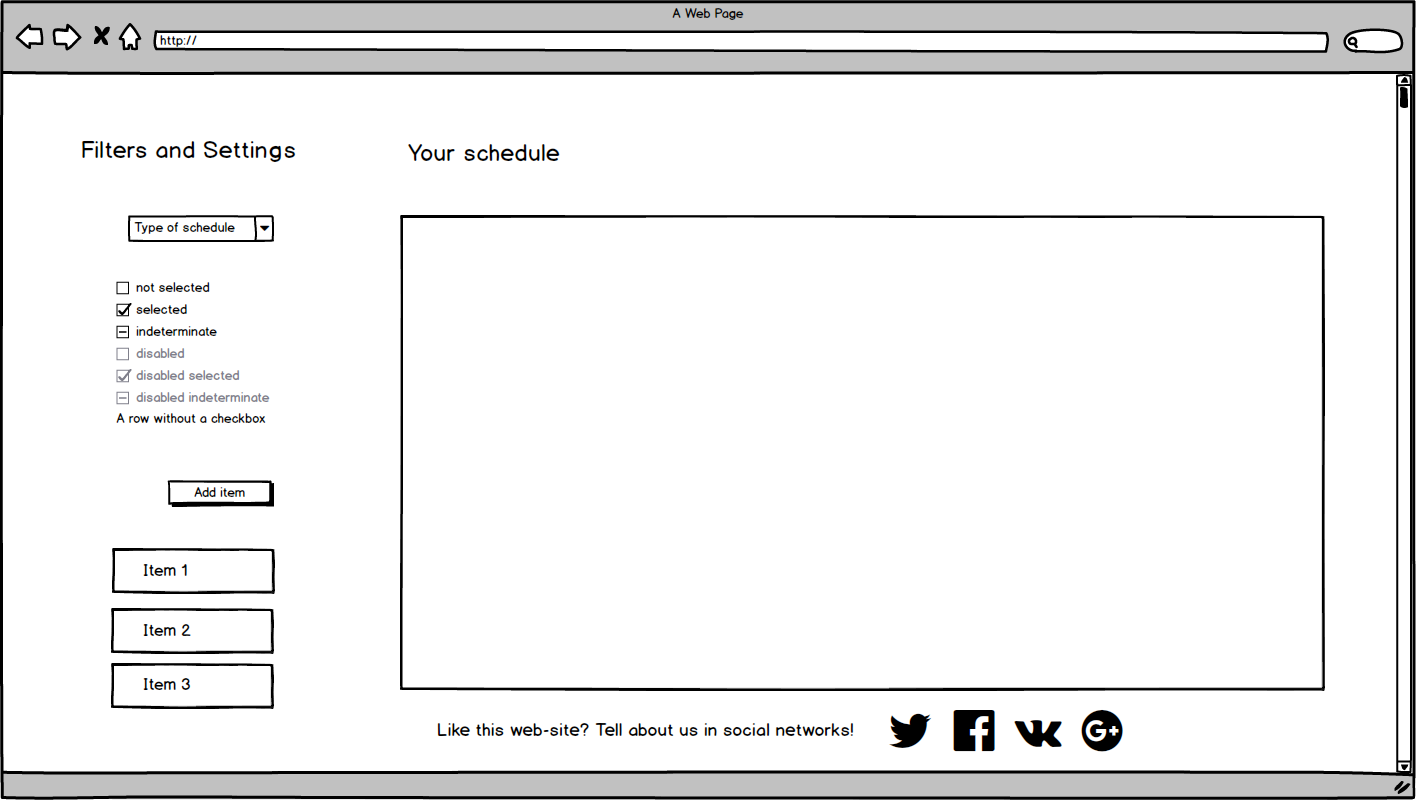 A Web Page
http://
Filters and Settings
Your schedule
Type of schedule
not selected
selected
indeterminate
disabled
disabled selected
disabled indeterminate
A row without a checkbox
Add item
Item 1
Item 2
Item 3
Like this web-site? Tell about us in social networks!
G+